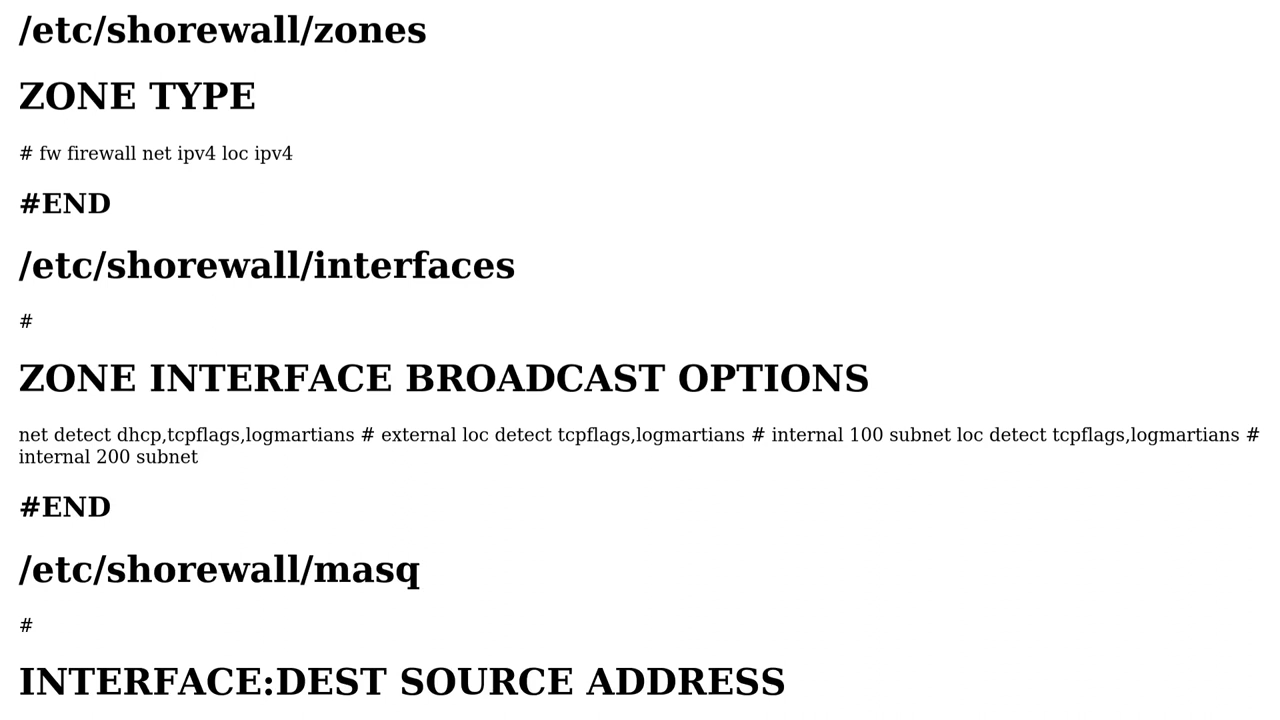 /etc/shorewall/zones
ZONE TYPE
# fw firewall net ipv4 loc ipv4
#END
/etc/shorewall/interfaces
#
ZONE INTERFACE BROADCAST OPTIONS
net detect dhcp,tcpflags,logmartians # external loc detect tcpflags,logmartians # internal 100 subnet loc detect tcpflags,logmartians #
internal 200 subnet
#END
/etc/shorewall/masq
#
INTERFACE:DEST SOURCE ADDRESS